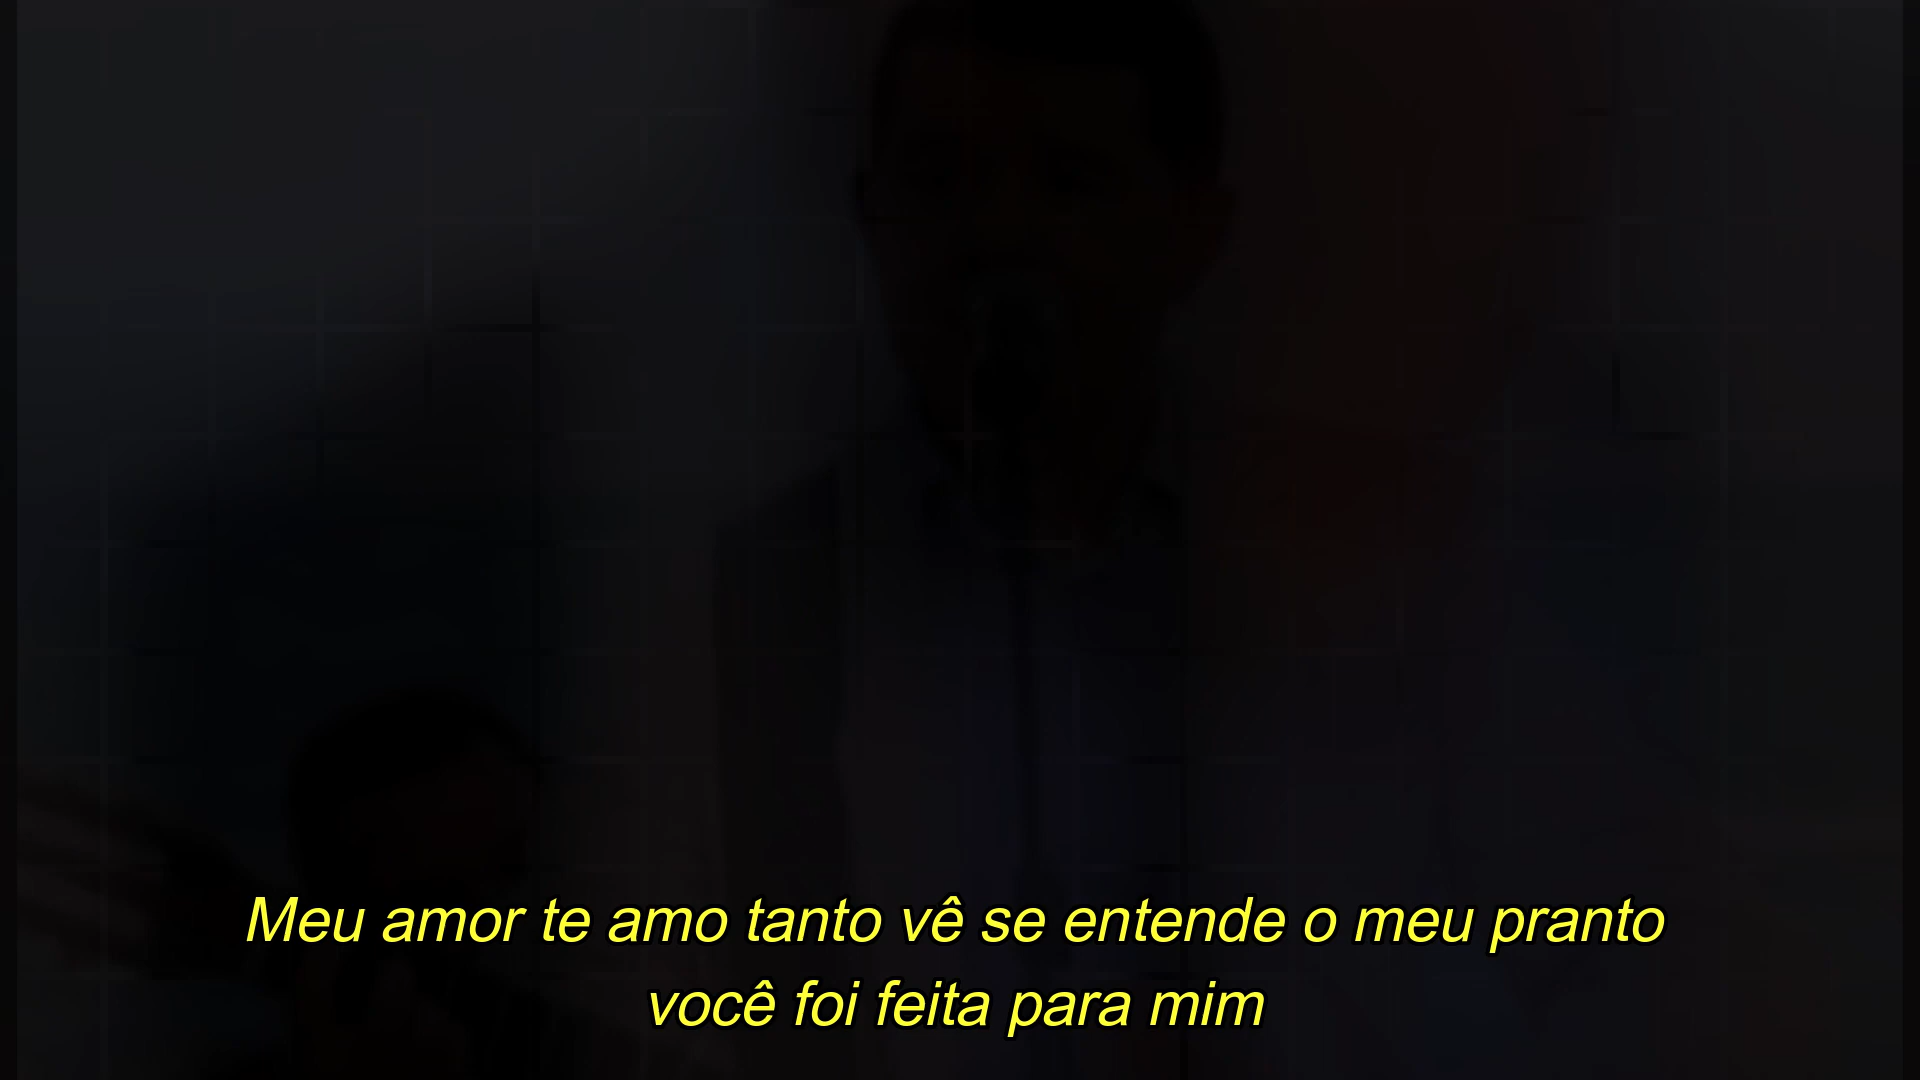 Meu amor te amo tanto vê se entende o meu pranto
você foi feita para mim